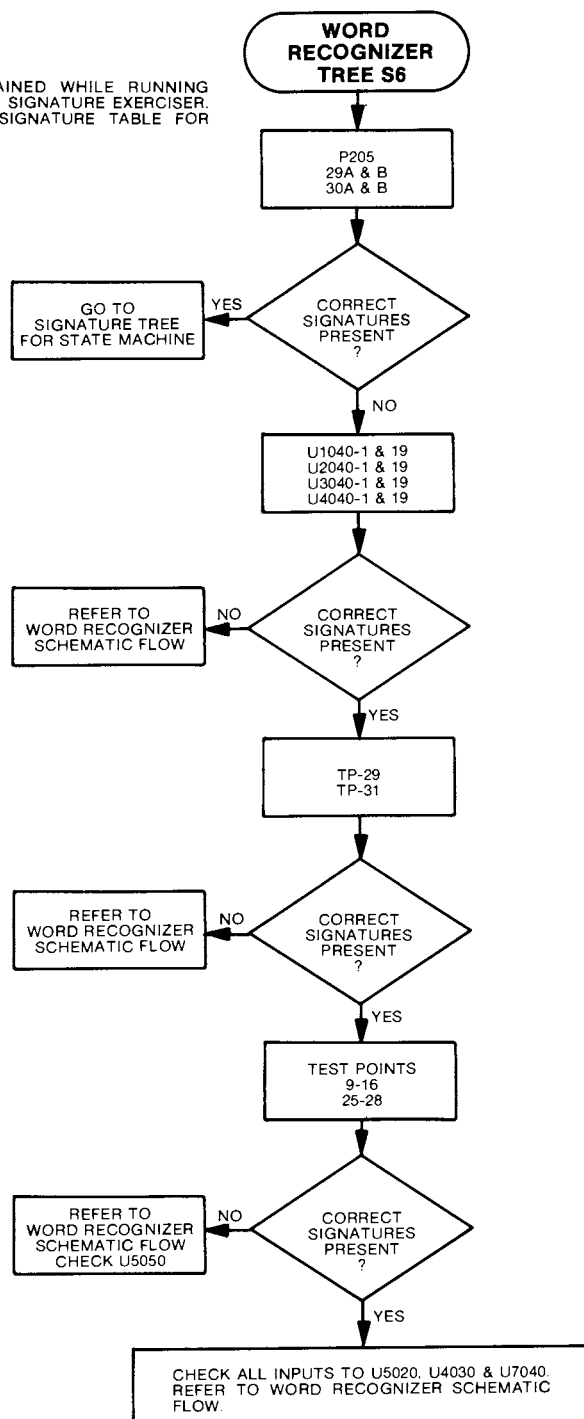 WORD
RECOGNIZER
TREE S6
WHILE RUNNING
SIGNATURE EXERCISER.
SIGNATURE TABLE FOR
P205
29A & B
30A & B
CORRECT
SIGNATURES
PRESENT
?
YES
GO TO
SIGNATURE TREE
FOR STATE MACHINE
NO
U1040-1 & 19
U2040-1 & 19
U3040-1 & 19
U4040-1 & 19
CORRECT
SIGNATURES
PRESENT
?
NO
REFER TO
WORD RECOGNIZER
SCHEMATIC FLOW
YES
TP-29
TP-31
CORRECT
SIGNATURES
PRESENT
?
NO
REFER TO
WORD RECOGNIZER
SCHEMATIC FLOW
YES
TEST POINTS
9-16
25-28
CORRECT
SIGNATURES
PRESENT
?
NO
REFER TO
WORD RECOGNIZER
SCHEMATIC FLOW
CHECK U5050
YES
CHECK ALL INPUTS TO U5020, U4030 & U7040.
REFER TO WORD RECOGNIZER SCHEMATIC
FLOW.